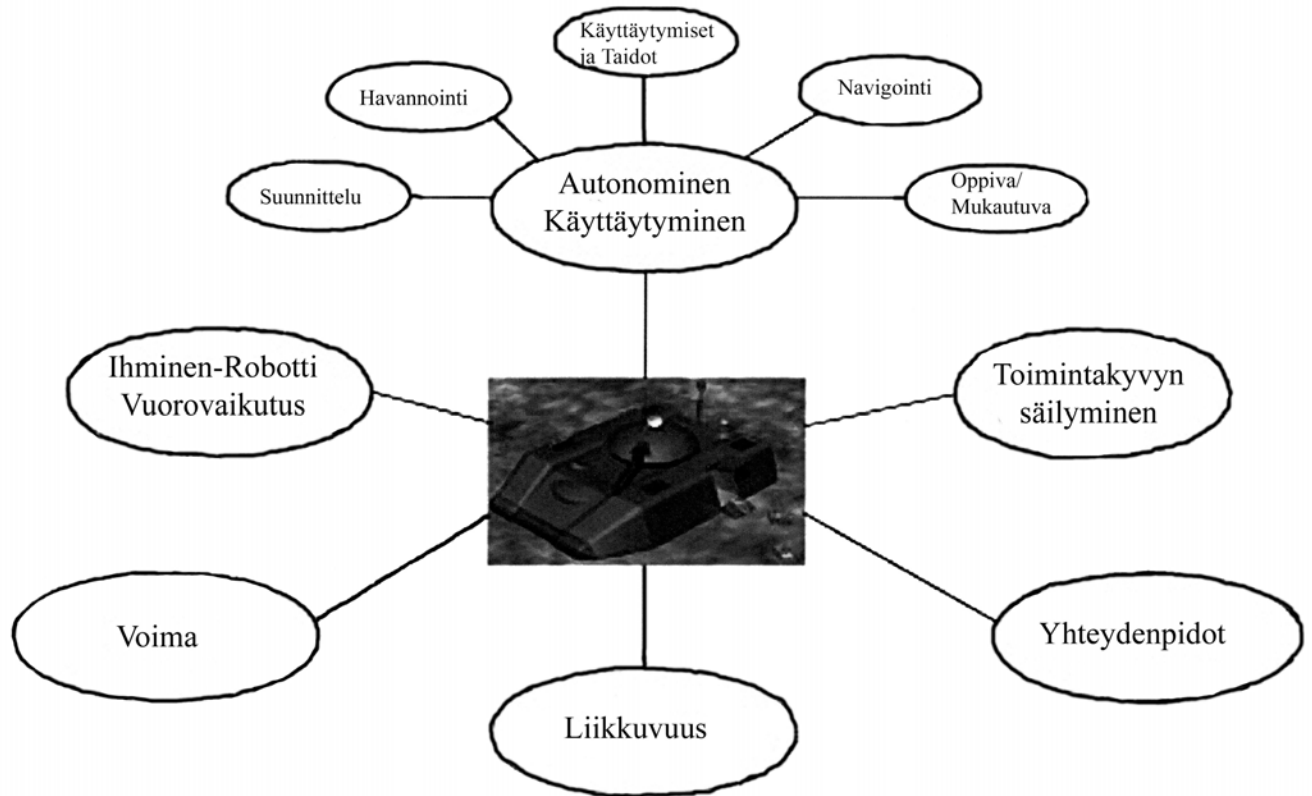 Käyttäytymiset
ja Taidot
Havannointi
Navigointi
Suunnittelu
Autonominen
Käyttäytyminen
Oppiva/
Mukautuva
Ihminen-Robotti
Vuorovaikutus
Toimintakyvyn
säilyminen
Voima
Yhteydenpidot
Liikkuvuus